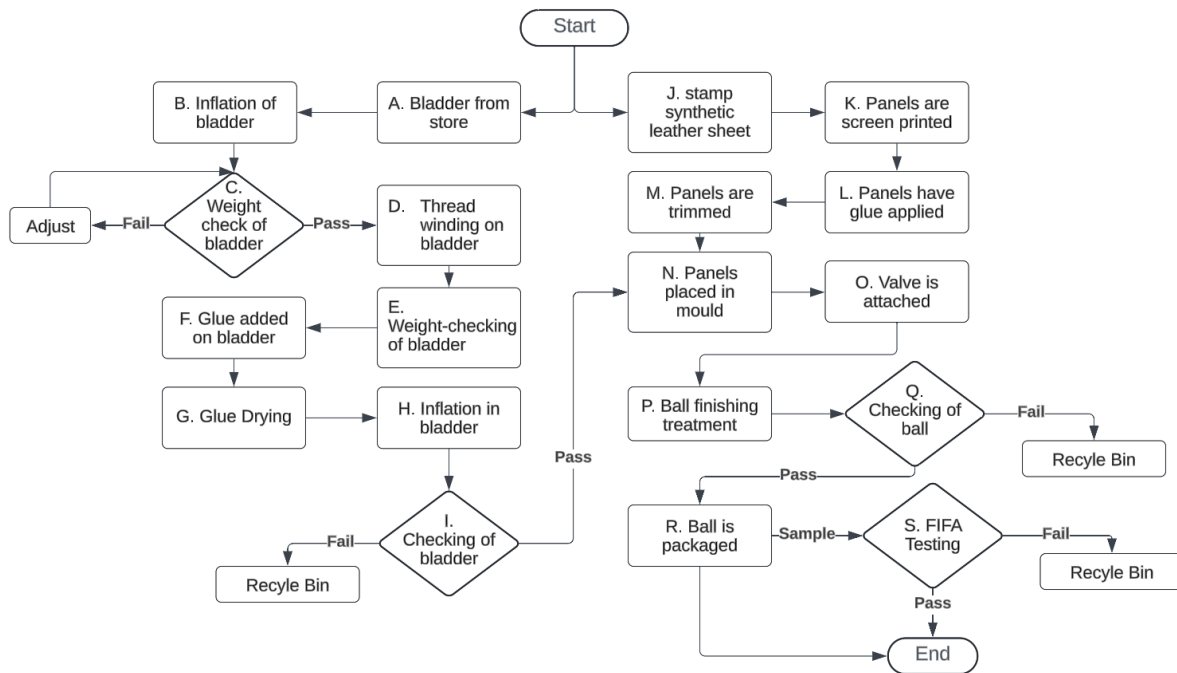 Start
B. Inflation of
bladder
A. Bladder from
store
J. stamp
synthetic
leather sheet
K. Panels are
screen printed
C.
Weight
check of
bladder
Fail
Adjust
Pass
D. Thread
winding on
bladder
M. Panels are
trimmed
L. Panels have
glue applied
E.
Weight-checking
of bladder
F. Glue added
on bladder
N. Panels
placed in
mould
O. Valve is
attached
G. Glue Drying
H. Inflation in
bladder
P. Ball finishing
treatment
Q.
Checking of
ball
Fail
Recyle Bin
Pass
Pass
I.
Checking of
bladder
Fail
Recyle Bin
R. Ball is
packaged
Sample
S. FIFA
Testing
Fail
Recyle Bin
Pass
End